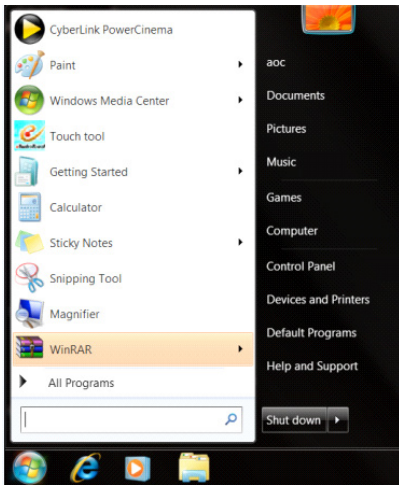 CyberLink PowerCinema
Paint
Windows Media Center
Touch tool
Getting Started
Calculator
Sticky Notes
Snipping Tool
Magnifier
WinRAR
All Programs
aoc
Documents
Pictures
Music
Games
Computer
Control Panel
Devices and Printers
Default Programs
Help and Support
Shut down